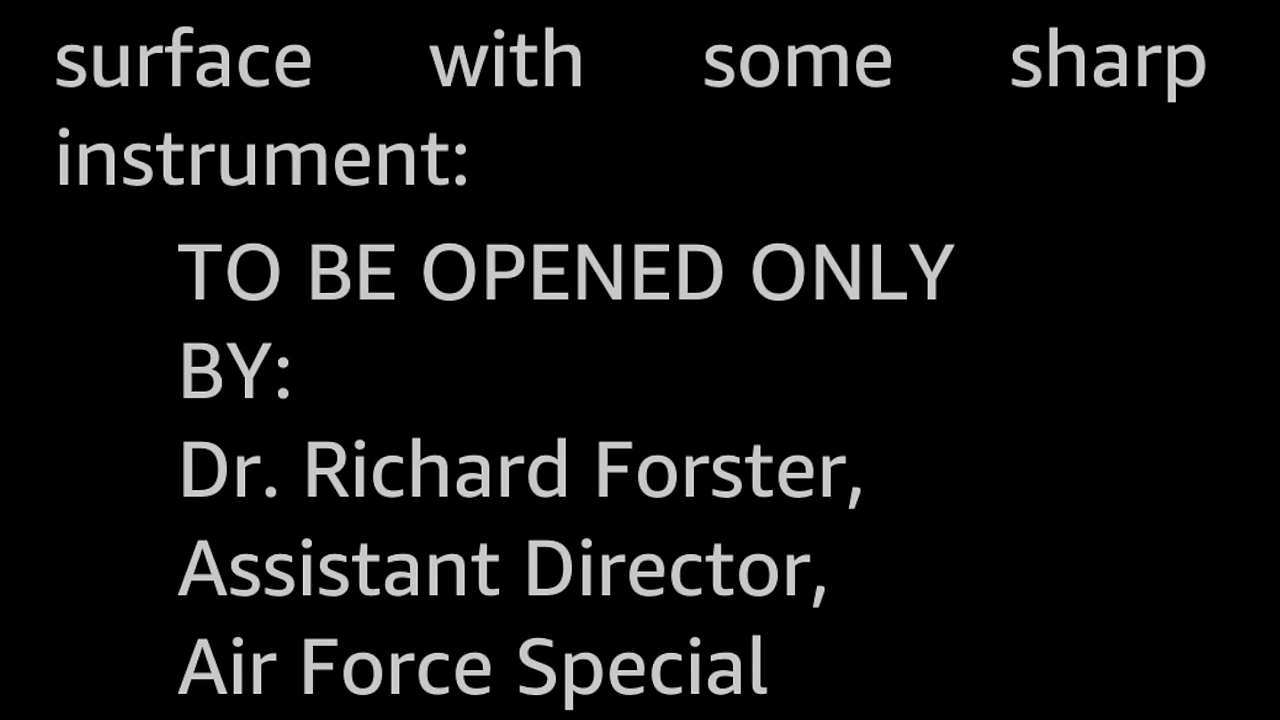 surface with some sharp
instrument:
TO BE OPENED ONLY
BY:
Dr. Richard Forster,
Assistant Director,
Air Force Special